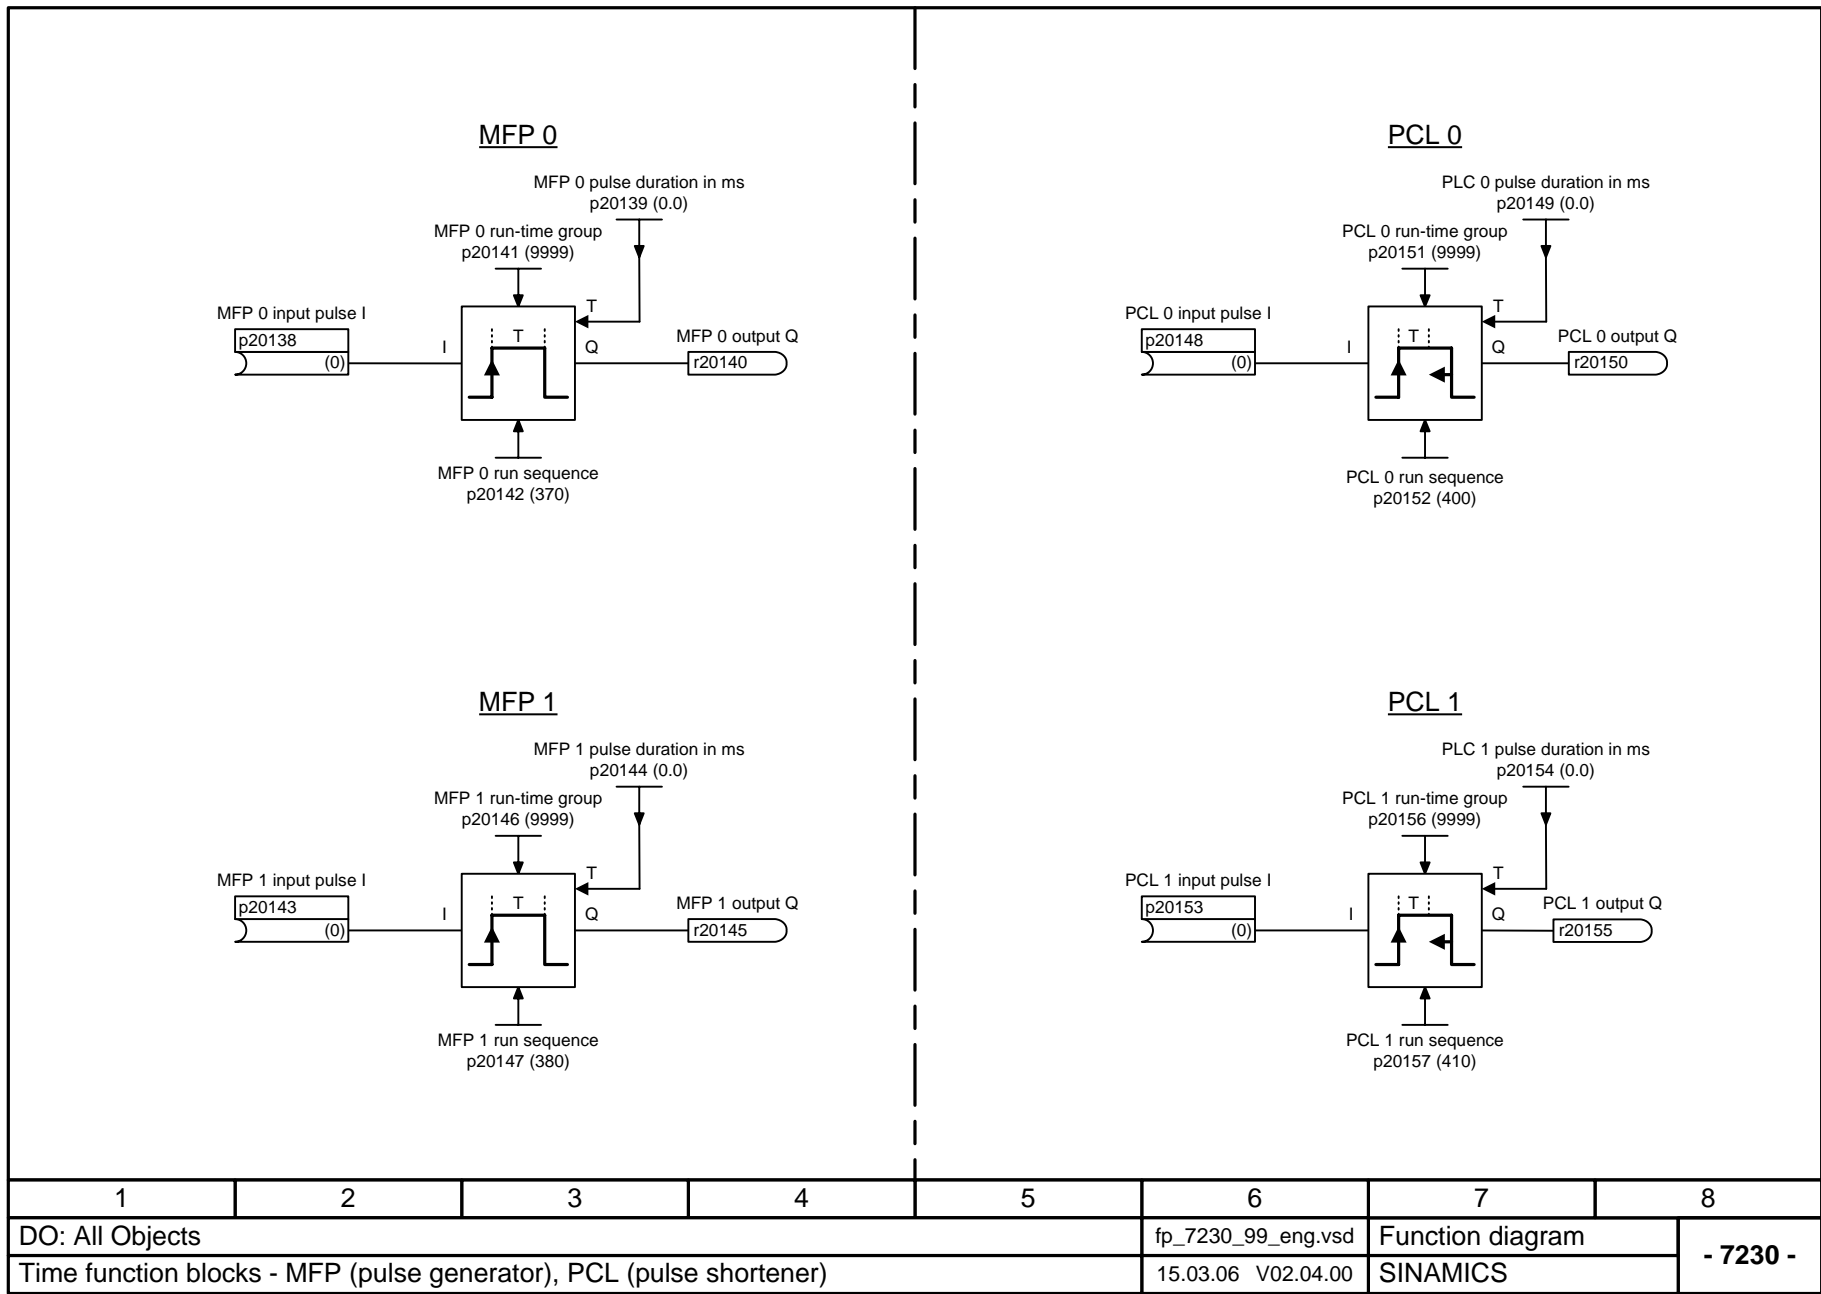 MFP 0
MFP 0 pulse duration in ms
p20139 (0.0)
MFP 0 run-time group
p20141 (9999)
T
MFP 0 input pulse I
p20138
(0)
I
T
Q
MFP 0 output Q
r20140
MFP 0 run sequence
p20142 (370)
PCL 0
PLC 0 pulse duration in ms
p20149 (0.0)
PCL 0 run-time group
p20151 (9999)
T
PCL 0 input pulse I
p20148
(0)
I
T
Q
PCL 0 output Q
r20150
PCL 0 run sequence
p20152 (400)
MFP 1
MFP 1 pulse duration in ms
p20144 (0.0)
MFP 1 run-time group
p20146 (9999)
T
MFP 1 input pulse I
p20143
(0)
I
T
Q
MFP 1 output Q
r20145
MFP 1 run sequence
p20147 (380)
PCL 1
PLC 1 pulse duration in ms
p20154 (0.0)
PCL 1 run-time group
p20156 (9999)
T
PCL 1 input pulse I
p20153
(0)
I
T
Q
PCL 1 output Q
r20155
PCL 1 run sequence
p20157 (410)
1 2 3 4 5 6 7 8
DO: All Objects
fp_7230_99_eng.vsd
Function diagram
- 7230 -
Time function blocks - MFP (pulse generator), PCL (pulse shortener)
15.03.06 V02.04.00
SINAMICS